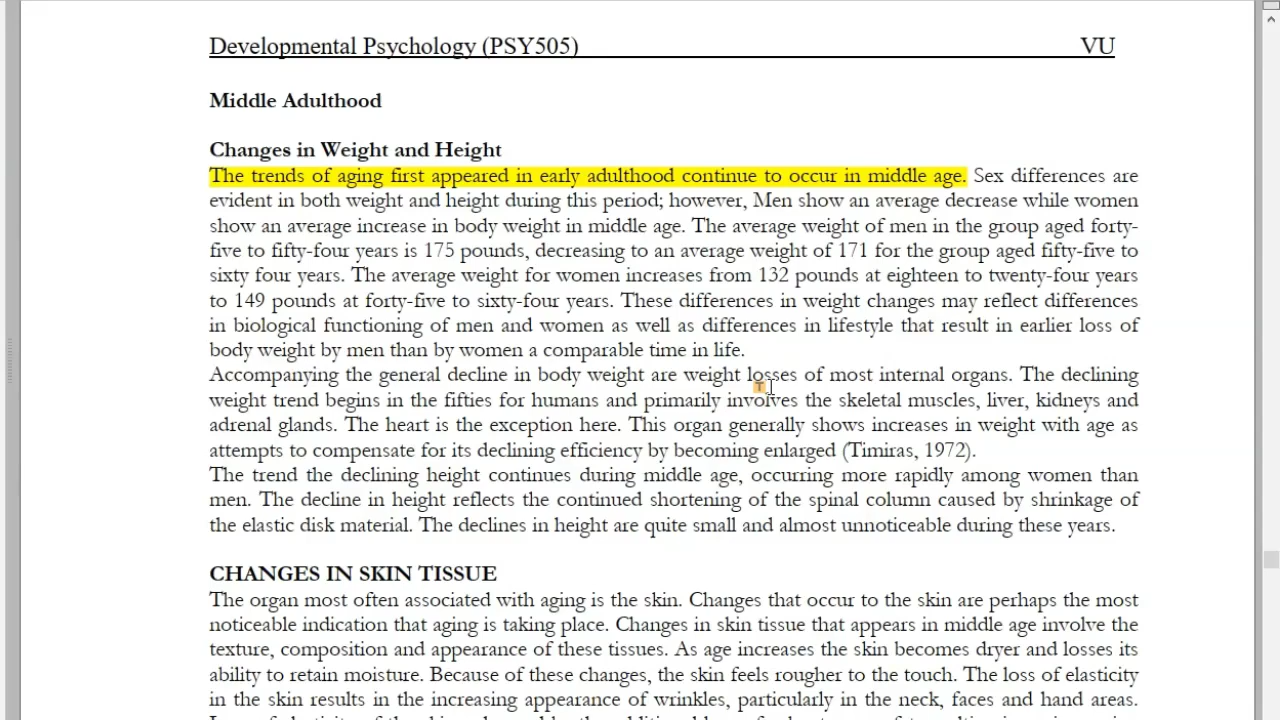 Developmental Psychology (PSY505) VU
Middle Adulthood
Changes in Weight and Height
The trends of aging first appeared in early adulthood continue to occur in middle age. Sex differences are
evident in both weight and height during this period; however, Men show an average decrease while women
show an average increase in body weight in middle age. The average weight of men in the group aged forty-
five to fifty-four years is 175 pounds, decreasing to an average weight of 171 for the group aged fifty-five to
sixty four years. The average weight for women increases from 132 pounds at eighteen to twenty-four years
to 149 pounds at forty-five to sixty-four years. These differences in weight changes may reflect differences
in biological functioning of men and women as well as differences in lifestyle that result in earlier loss of
body weight by men than by women a comparable time in life.
Accompanying the general decline in body weight are weight losses of most internal organs. The declining
weight trend begins in the fifties for humans and primarily involves the skeletal muscles, liver, kidneys and
adrenal glands. The heart is the exception here. This organ generally shows increases in weight with age as
attempts to compensate for its declining efficiency by becoming enlarged (Timiras, 1972).
The trend the declining height continues during middle age, occurring more rapidly among women than
men. The decline in height reflects the continued shortening of the spinal column caused by shrinkage of
the elastic disk material. The declines in height are quite small and almost unnoticeable during these years.
CHANGES IN SKIN TISSUE
The organ most often associated with aging is the skin. Changes that occur to the skin are perhaps the most
noticeable indication that aging is taking place. Changes in skin tissue that appears in middle age involve the
texture, composition and appearance of these tissues. As age increases the skin becomes dryer and losses its
ability to retain moisture. Because of these changes, the skin feels rougher to the touch. The loss of elasticity
in the skin results in the increasing appearance of wrinkles, particularly in the neck, faces and hand areas.